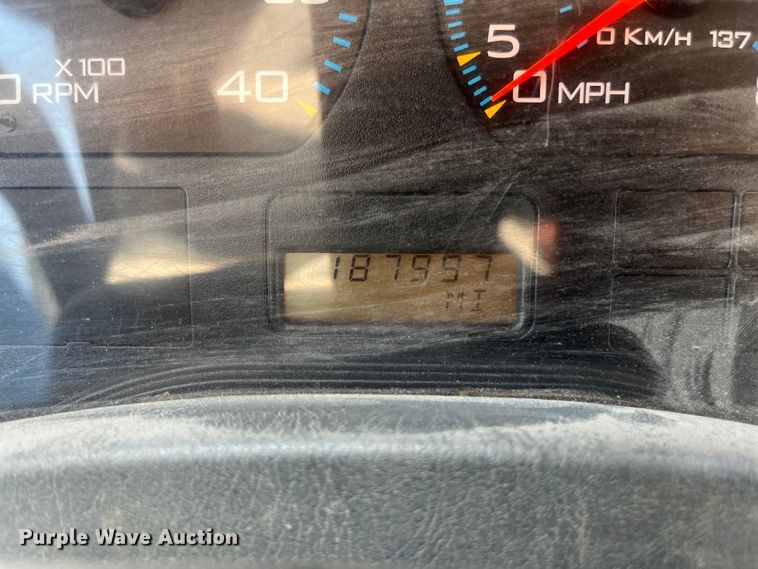 X100
RPM
40
5
0 KM/H 137
0 MPH
187957
MI
Purple Wave Auction